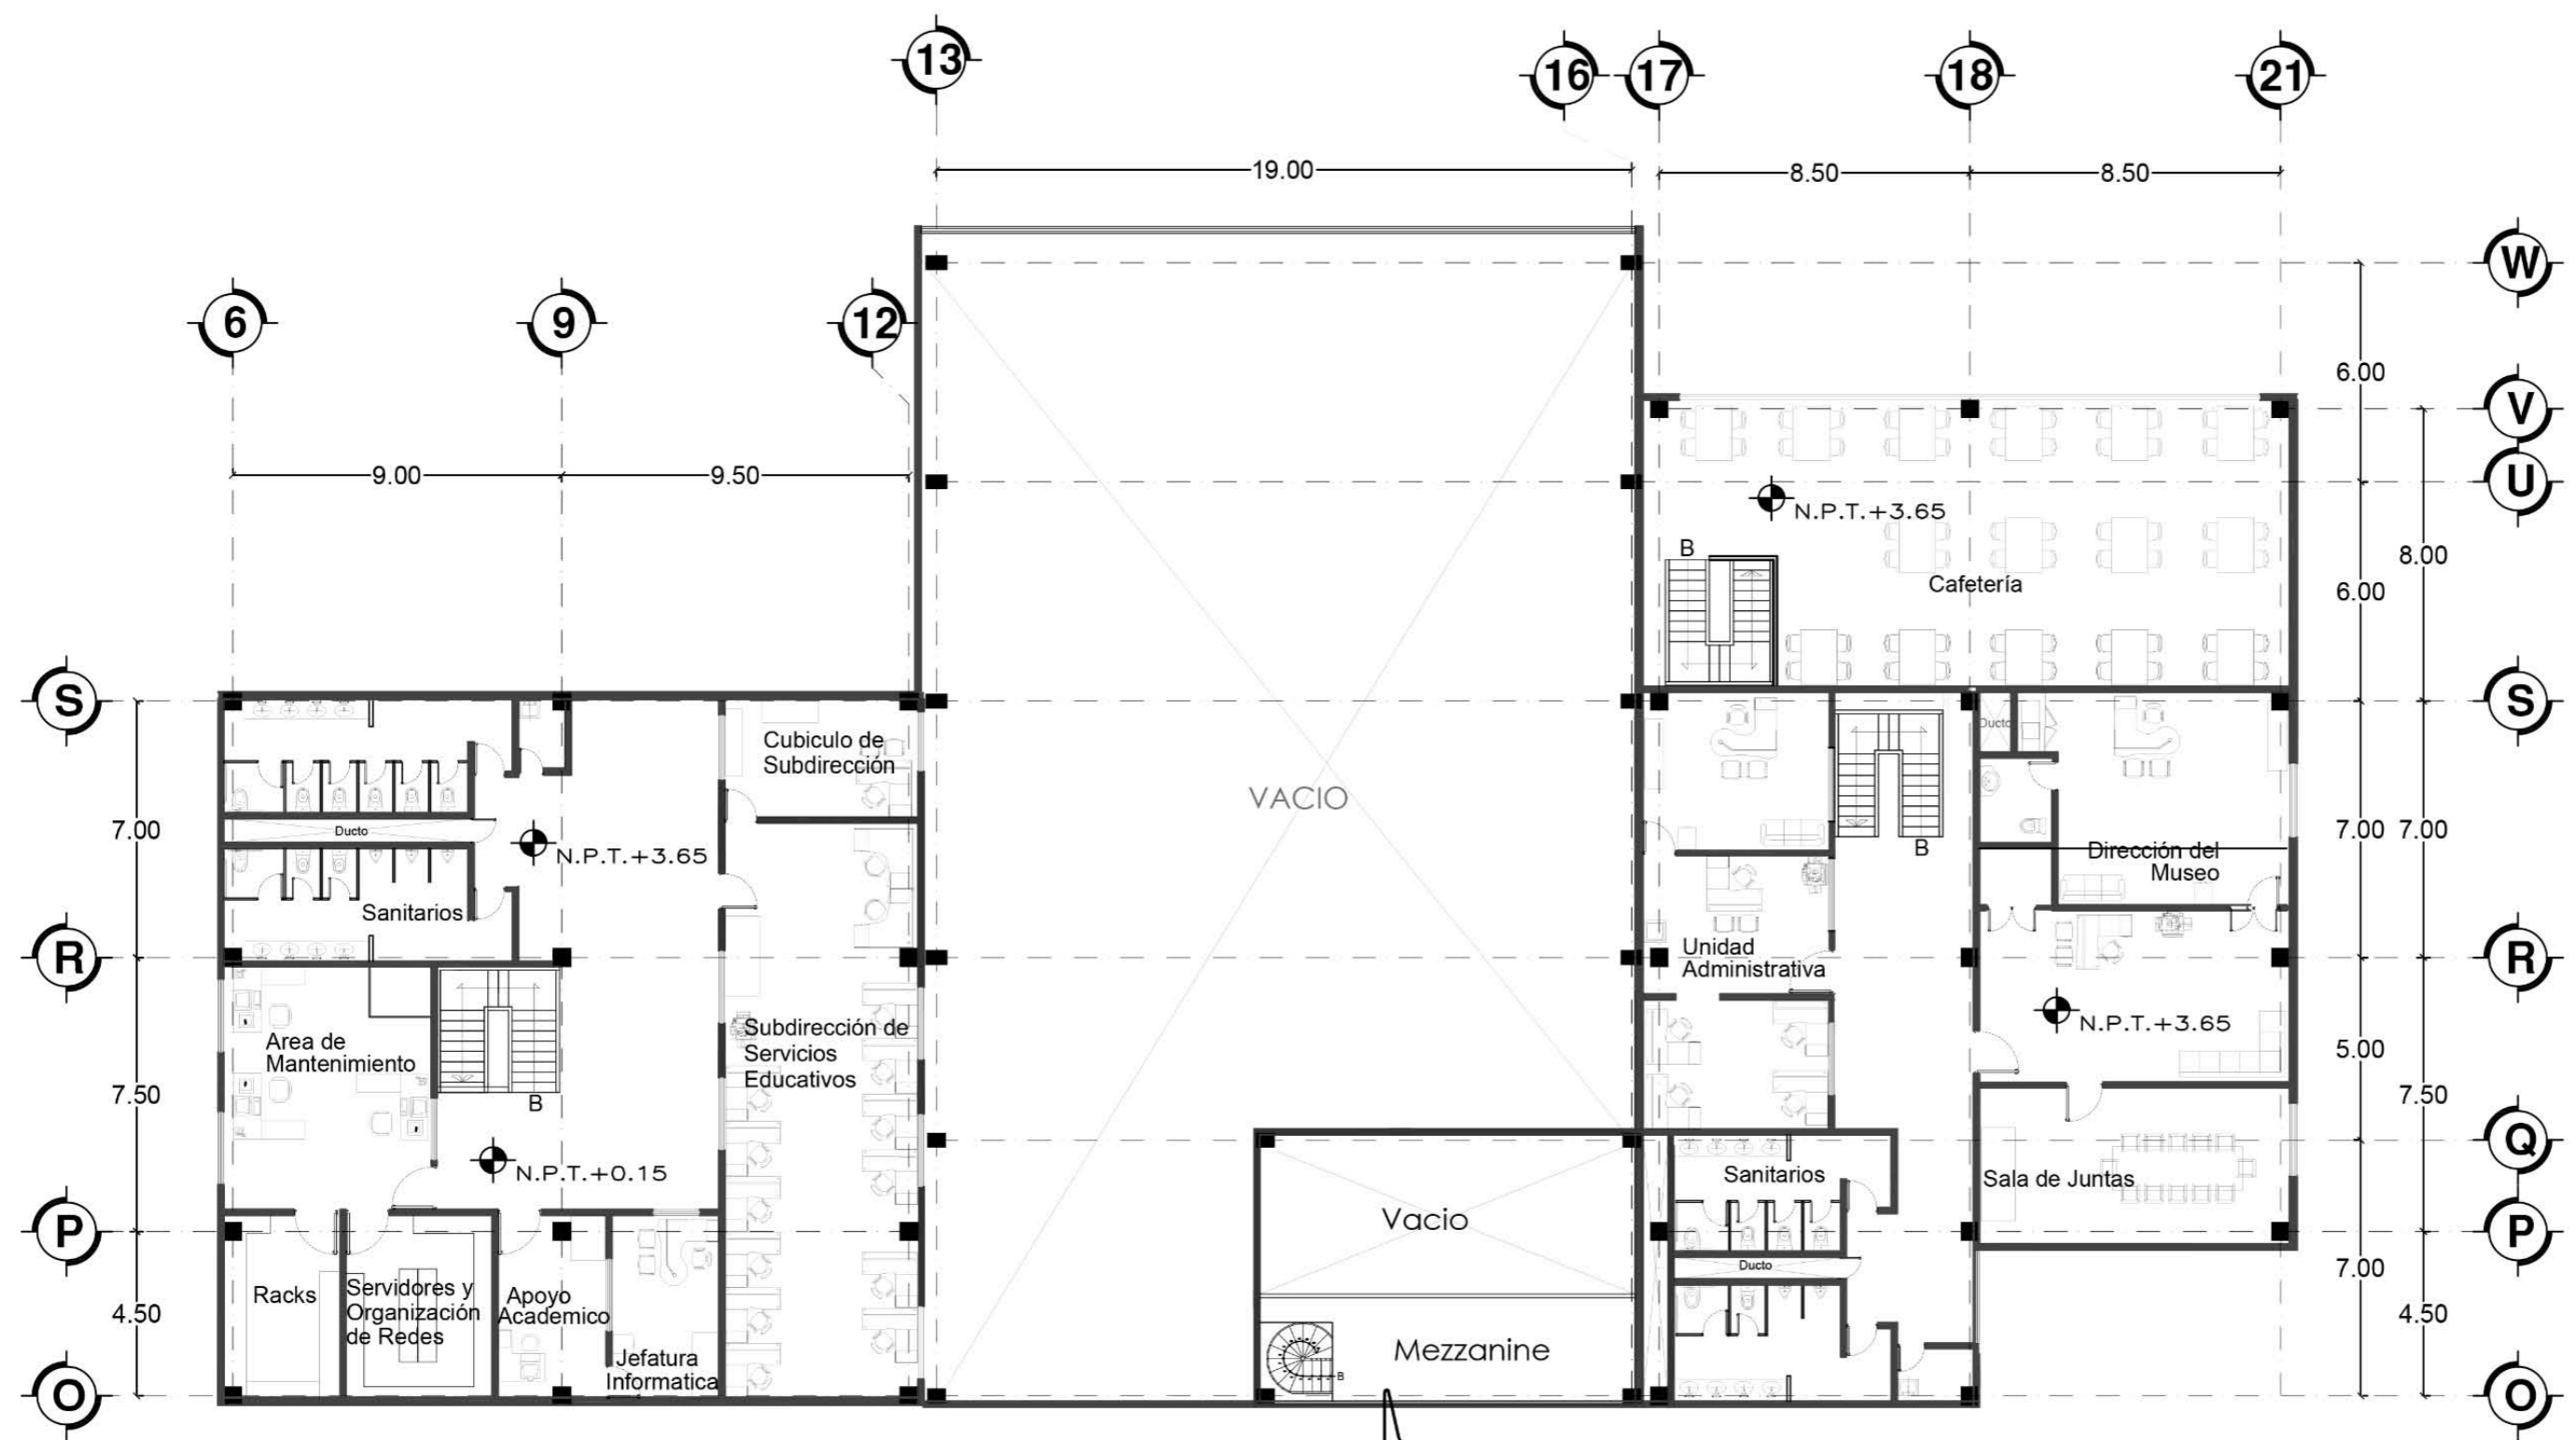 13
16
17
18
21
19.00
8.50
8.50
W
6
9
12
6.00
V
9.00
9.50
U
N.P.T.+3.65
B
8.00
Cafetería
6.00
S
S
Cubiculo de
Subdirección
Ducto
VACIO
7.00
Ducto
N.P.T.+3.65
B
7.00
7.00
Dirección del
Museo
Sanitarios
R
Unidad
Administrativa
R
Area de
Mantenimiento
Subdirección de
Servicios
Educativos
N.P.T.+3.65
5.00
7.50
B
7.50
Q
N.P.T.+0.15
Sanitarios
Sala de Juntas
P
Vacio
P
Ducto
7.00
Racks
Servidores y
Organización
de Redes
Apoyo
Academico
4.50
4.50
Jefatura
Informatica
Mezzanine
B
O
O